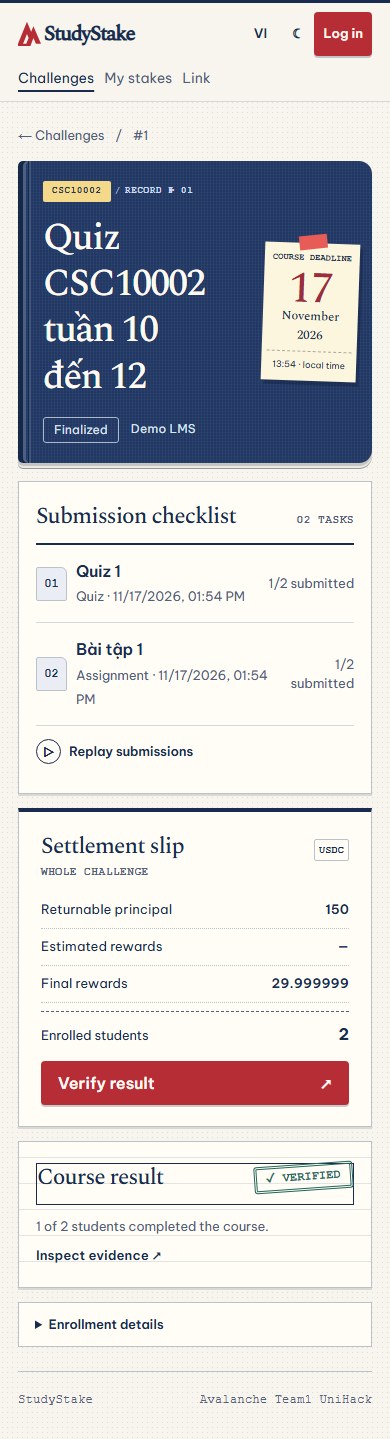 StudyStake
VI
Log in
Challenges My stakes Link
← Challenges / #1
CSC10002 / RECORD № 01
Quiz
CSC10002
tuần 10
đến 12
COURSE DEADLINE
17
November
2026
13:54 · local time
Finalized Demo LMS
Submission checklist 02 TASKS
01 Quiz 1 1/2 submitted
Quiz · 11/17/2026, 01:54 PM
02 Bài tập 1 1/2 submitted
Assignment · 11/17/2026, 01:54
PM
Replay submissions
Settlement slip USDC
WHOLE CHALLENGE
Returnable principal 150
Estimated rewards –
Final rewards 29.999999
Enrolled students 2
Verify result ↗
Course result ✓ VERIFIED
1 of 2 students completed the course.
Inspect evidence ↗
▶ Enrollment details
StudyStake Avalanche Team1 UniHack